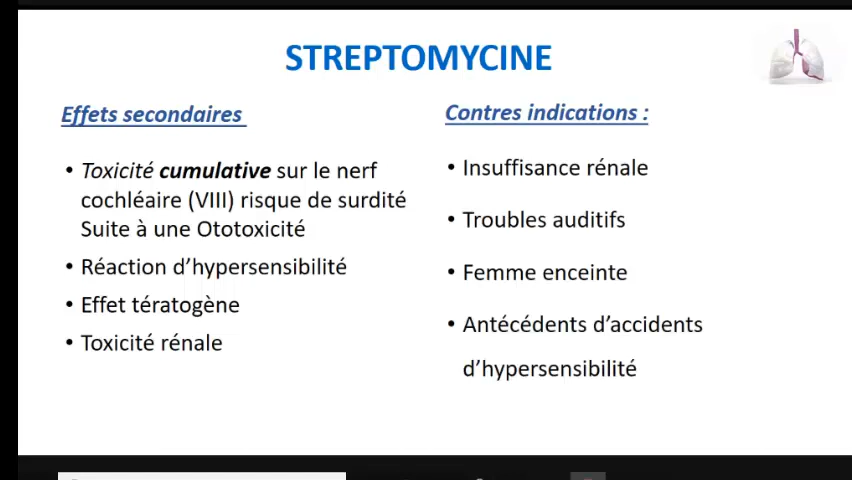 STREPTOMYCINE
Effets secondaires
• Toxicité cumulative sur le nerf
cochléaire (VIII) risque de surdité
Suite à une Ototoxicité
• Réaction d’hypersensibilité
• Effet tératogène
• Toxicité rénale
Contres indications :
• Insuffisance rénale
• Troubles auditifs
• Femme enceinte
• Antécédents d’accidents
d’hypersensibilité